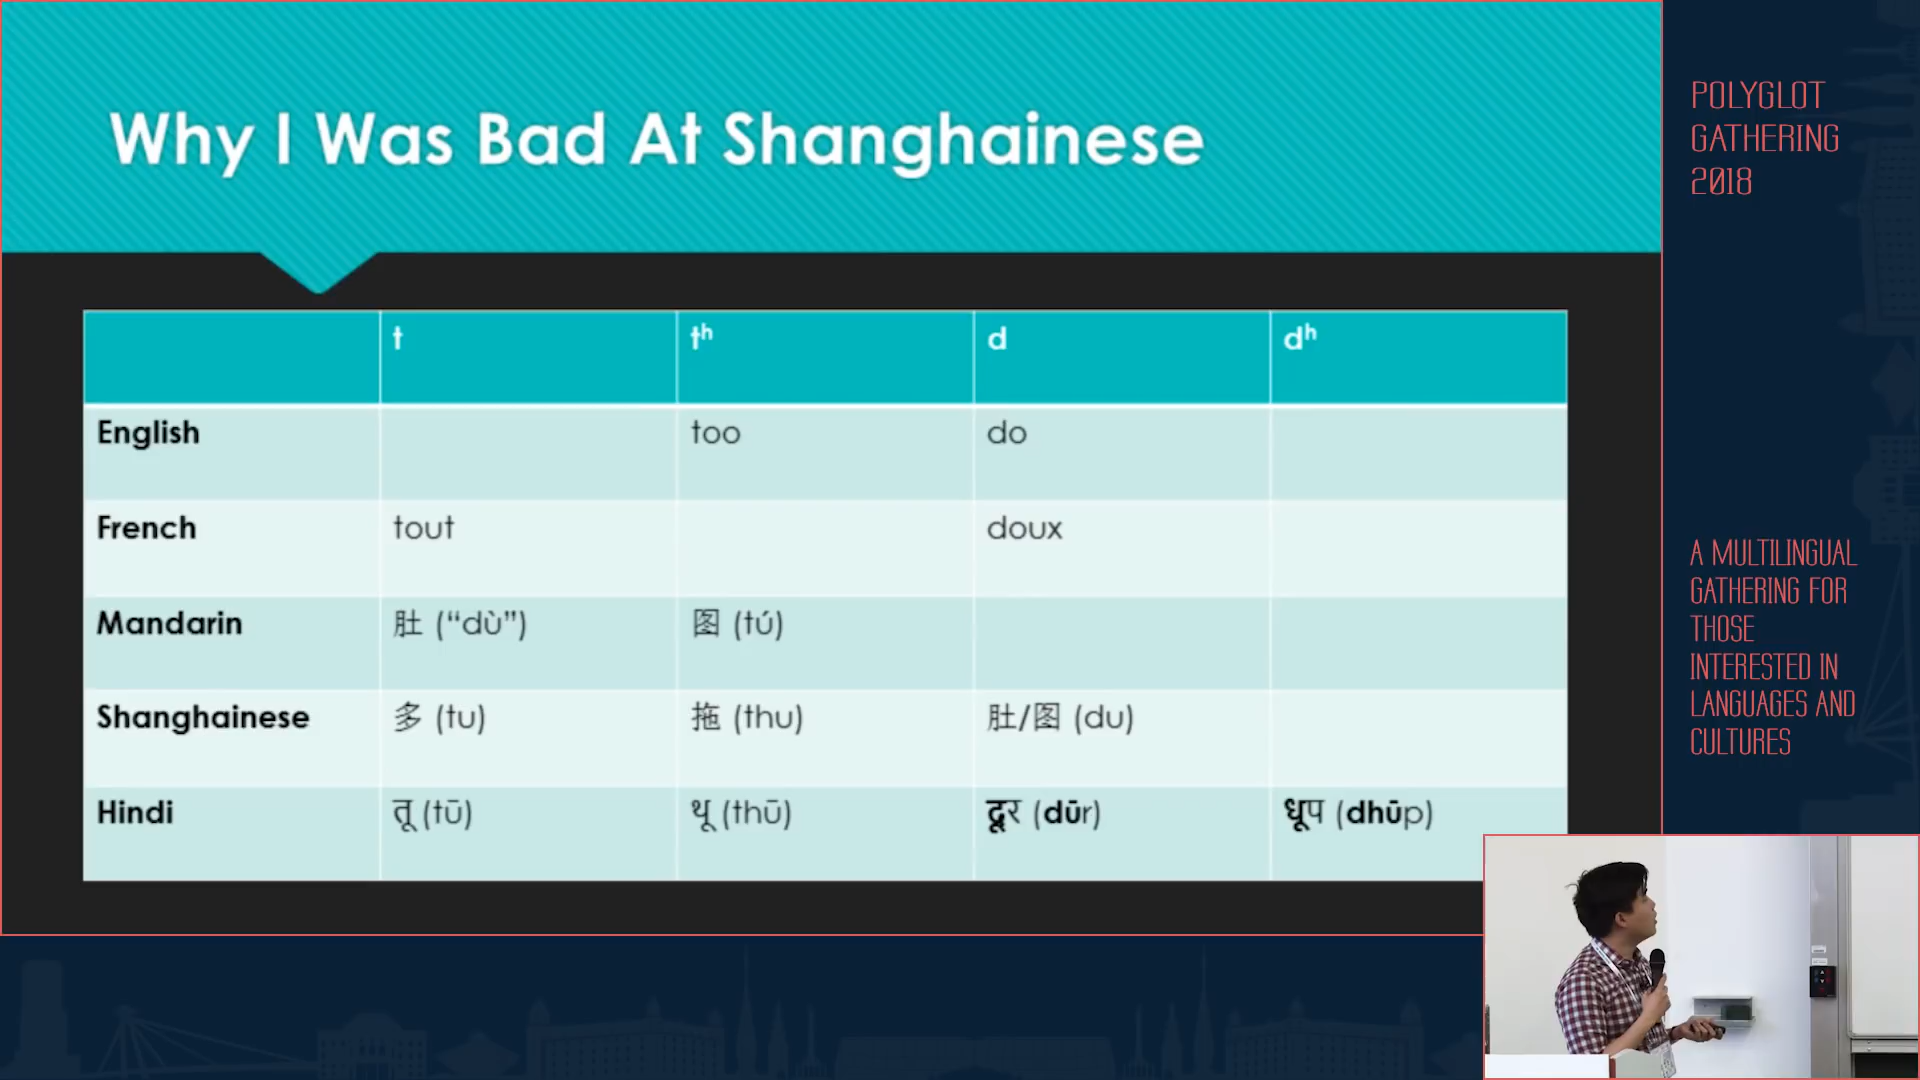 Why I Was Bad At Shanghainese
t tʰ d dʰ
English too do
French tout doux
Mandarin 肚 (“dù”) 图 (tú)
Shanghainese 多 (tu) 拖 (thu) 肚/图 (du)
Hindi तू (tū) थू (thū) दूर (dūr) धूप (dhūp)
POLYGLOT
GATHERING
2018
A MULTILINGUAL
GATHERING FOR
THOSE
INTERESTED IN
LANGUAGES AND
CULTURES